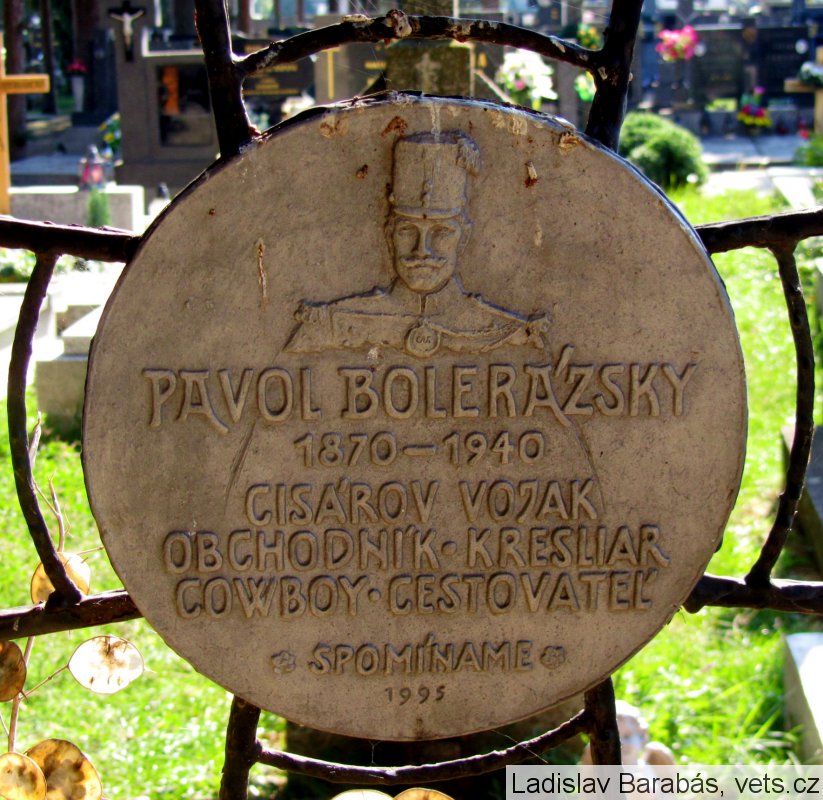 PAVOL BOLERÁZSKY
1870–1940
CISÁROV VOJAK
OBCHODNÍK · KRESLIAR
COWBOY · CESTOVATEĽ
SPOMÍNAME
1995
Ladislav Barabás, vets.cz